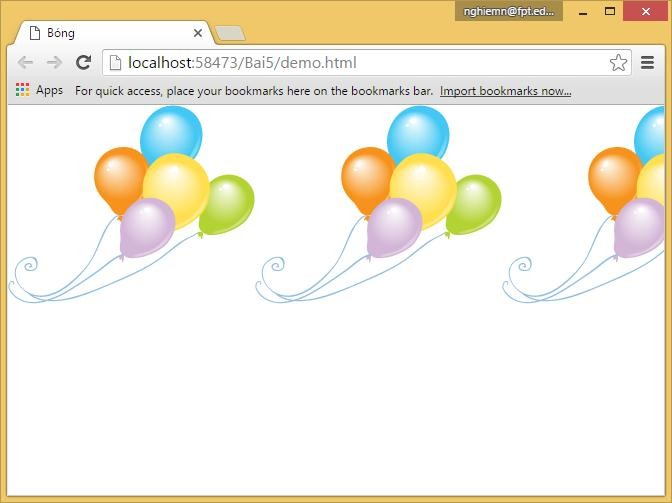 nghiemn@fpt.ed...
Bóng
localhost:58473/Bai5/demo.html
Apps For quick access, place your bookmarks here on the bookmarks bar. Import bookmarks now...